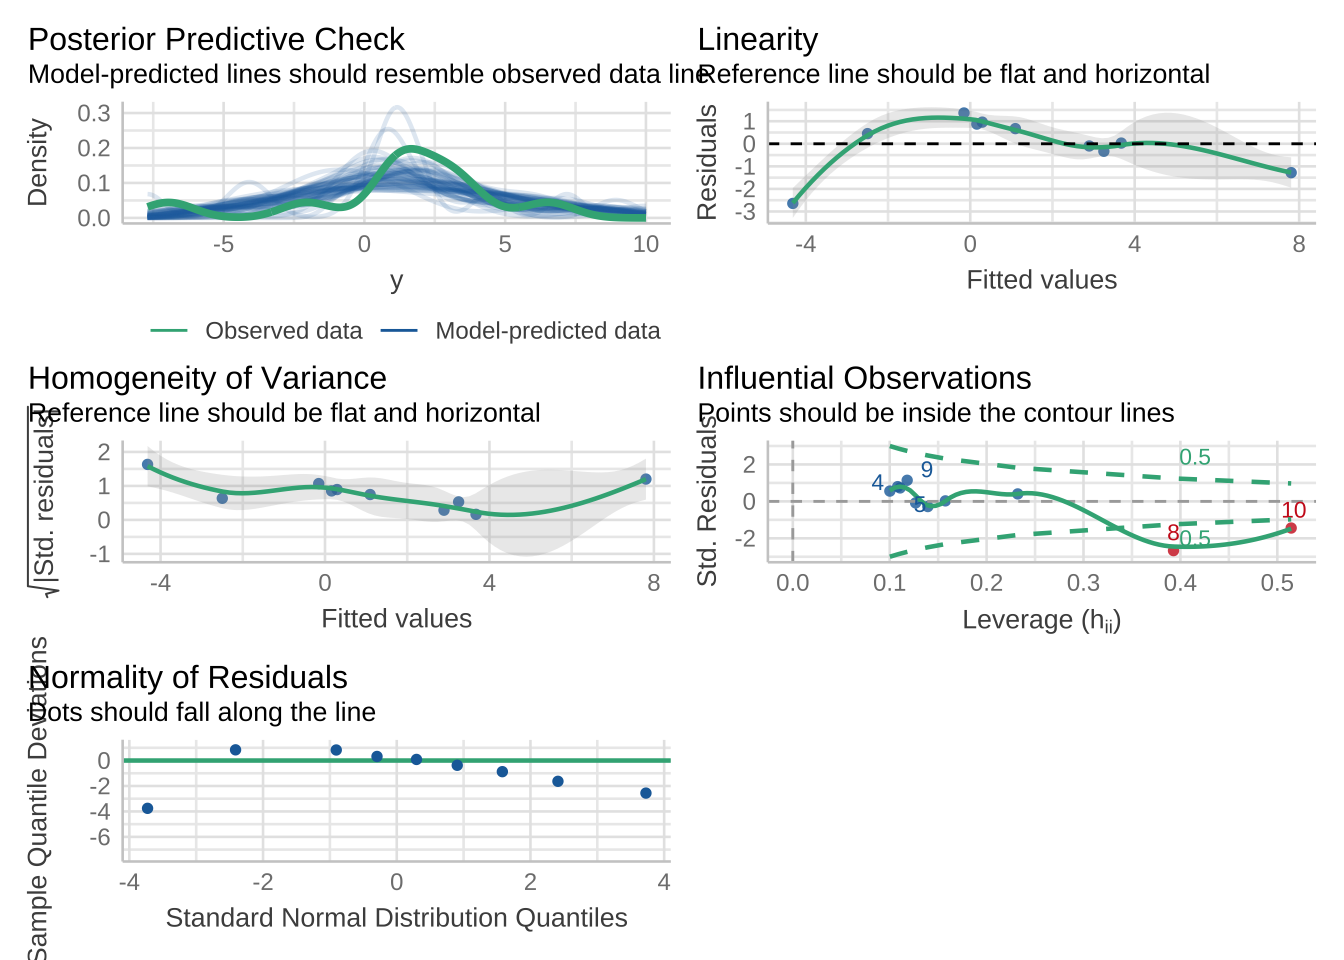 Posterior Predictive Check
Model-predicted lines should resemble observed data line
Density
0.3
0.2
0.1
0.0
-5 0 5 10
y
Observed data Model-predicted data
Linearity
Reference line should be flat and horizontal
Residuals
1
0
-1
-2
-3
-4 0 4 8
Fitted values
Homogeneity of Variance
Reference line should be flat and horizontal
√|Std. residuals|
2
1
0
-1
-4 0 4 8
Fitted values
Influential Observations
Points should be inside the contour lines
Std. Residuals
2
0
-2
0.5
9
4
5
10
8
0.5
0.0 0.1 0.2 0.3 0.4 0.5
Leverage (hii)
Normality of Residuals
Dots should fall along the line
Sample Quantile Deviations
0
-2
-4
-6
-4 -2 0 2 4
Standard Normal Distribution Quantiles